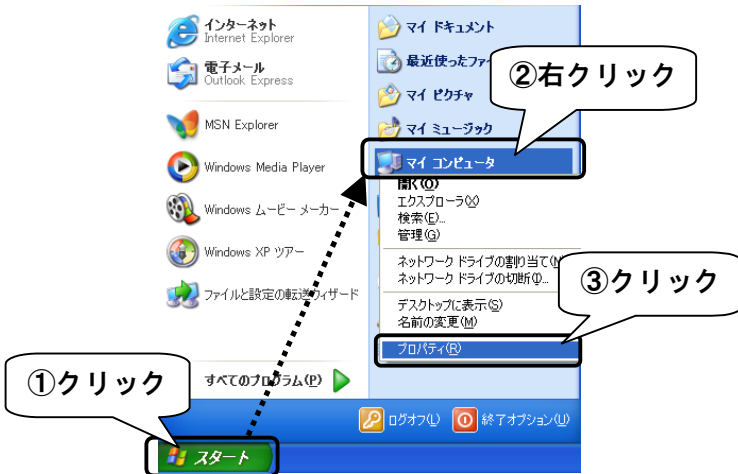 インターネット
Internet Explorer
電子メール
Outlook Express
MSN Explorer
Windows Media Player
Windows ムービー メーカー
Windows XP ツアー
ファイルと設定の転送ウィザード
すべてのプログラム(P)
マイ ドキュメント
最近使ったファ
マイ ピクチャ
マイ ミュージック
マイ コンピュータ
開く(O)
エクスプローラ(X)
検索(E)...
管理(G)
ネットワーク ドライブの割り当て(N)
ネットワーク ドライブの切断(I)...
デスクトップに表示(S)
名前の変更(M)
プロパティ(R)
②右クリック
③クリック
①クリック
ログオフ(L)
終了オプション(U)
スタート